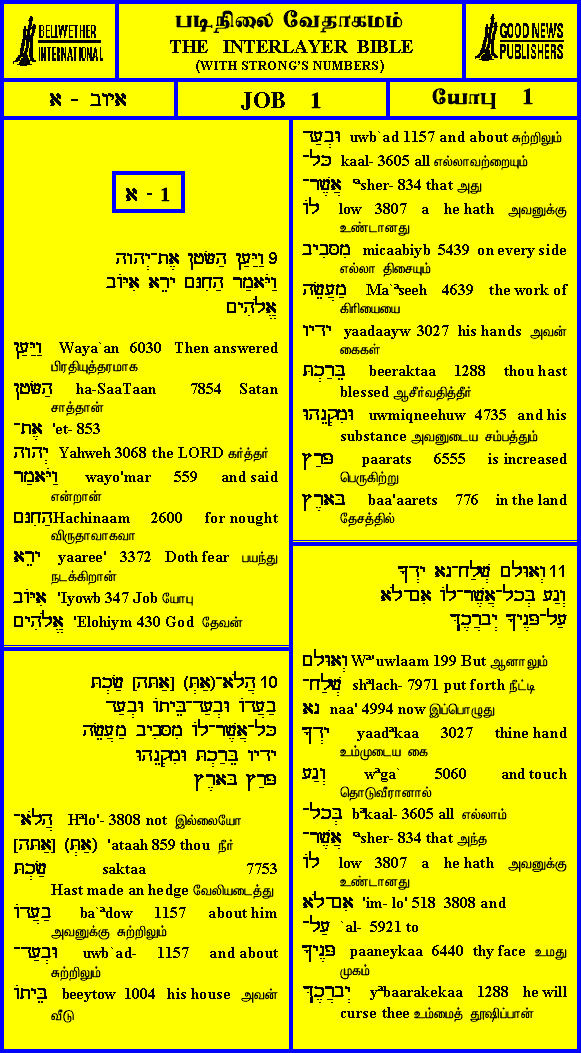 BELLWETHER
INTERNATIONAL
படிநிலை வேதாகமம்
THE INTERLAYER BIBLE
(WITH STRONG'S NUMBERS)
GOOD NEWS
PUBLISHERS
איוב - א
JOB 1
யோபு 1
א - 1
9 וַיַּעַן הַשָּׂטָן אֶת־יְהוָה
וַיֹּאמַר הַחִנָּם יָרֵא אִיּוֹב
אֱלֹהִים
וַיַּעַן Waya`an 6030 Then answered
பிரதியுத்தரமாக
הַשָּׂטָן ha-SaaTaan 7854 Satan
சாத்தான்
אֶת־ 'et- 853
יְהוָה Yahweh 3068 the LORD கர்த்தர்
וַיֹּאמַר wayo'mar 559 and said
என்றான்
הַחִנָּם Hachinaam 2600 for nought
விருதாவாகவா
יָרֵא yaaree' 3372 Doth fear பயந்து
நடக்கிறான்
אִיּוֹב 'Iyowb 347 Job யோபு
אֱלֹהִים 'Elohiym 430 God தேவன்
10 הֲלֹא־(אַתְּ) [אַתָּה] שַׂכְתָּ
בַעֲדוֹ וּבְעַד־בֵּיתוֹ וּבְעַד
כָּל־אֲשֶׁר־לוֹ מִסָּבִיב מַעֲשֵׂה
יָדָיו בֵּרַכְתָּ וּמִקְנֵהוּ
פָּרַץ בָּאָרֶץ
הֲלֹא־ Hªlo'- 3808 not இல்லையோ
[אַתָּה] (אַתְּ) 'ataah 859 thou நீர்
שַׂכְתָּ saktaa 7753
Hast made an hedge வேலியடைத்து
בַעֲדוֹ ba`ªdow 1157 about him
அவனுக்கு சுற்றிலும்
וּבְעַד־ uwb`ad- 1157 and about
சுற்றிலும்
בֵּיתוֹ beeytow 1004 his house அவன்
வீடு
וּבְעַד uwb`ad 1157 and about சுற்றிலும்
כָּל־ kaal- 3605 all எல்லாவற்றையும்
אֲשֶׁר־ ªsher- 834 that அது
לוֹ low 3807 a he hath அவனுக்கு
உண்டானது
מִסָּבִיב micaabiyb 5439 on every side
எல்லா திசையும்
מַעֲשֵׂה Ma`ªseeh 4639 the work of
கிரியையை
יָדָיו yaadaayw 3027 his hands அவன்
கைகள்
בֵּרַכְתָּ beeraktaa 1288 thou hast
blessed ஆசீர்வதித்தீர்
וּמִקְנֵהוּ uwmiqneehuw 4735 and his
substance அவனுடைய சம்பத்தும்
פָּרַץ paarats 6555 is increased
பெருகிற்று
בָּאָרֶץ baa'aarets 776 in the land
தேசத்தில்
11 וְאוּלָם שְׁלַח־נָא יָדְךָ
וְגַע בְּכָל־אֲשֶׁר־לוֹ אִם־לֹא
עַל־פָּנֶיךָ יְבָרֲכֶךָּ
וְאוּלָם Wª'uwlaam 199 But ஆனாலும்
שְׁלַח־ shªlach- 7971 put forth நீட்டி
נָא naa' 4994 now இப்பொழுது
יָדְךָ yaadªkaa 3027 thine hand
உம்முடைய கை
וְגַע wªga` 5060 and touch
தொடுவீரானால்
בְּכָל־ bªkaal- 3605 all எல்லாம்
אֲשֶׁר־ ªsher- 834 that அந்த
לוֹ low 3807 a he hath அவனுக்கு
உண்டானது
אִם־לֹא 'im- lo' 518 3808 and
עַל־ `al- 5921 to
פָּנֶיךָ paaneykaa 6440 thy face உமது
முகம்
יְבָרֲכֶךָּ yªbaarakekaa 1288 he will
curse thee உம்மைத் தூஷிப்பான்